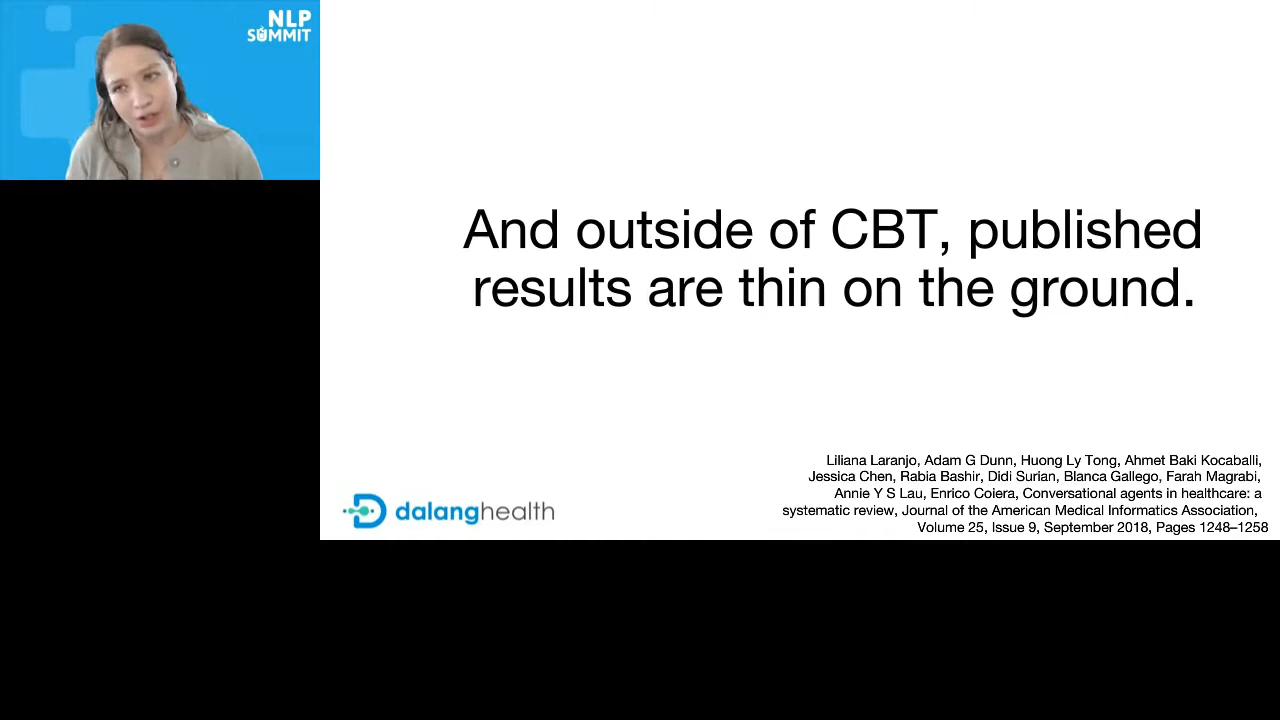 NLP
SUMMIT
And outside of CBT, published
results are thin on the ground.
Liliana Laranjo, Adam G Dunn, Huong Ly Tong, Ahmet Baki Kocaballi,
Jessica Chen, Rabia Bashir, Didi Surian, Blanca Gallego, Farah Magrabi,
Annie Y S Lau, Enrico Coiera, Conversational agents in healthcare: a
systematic review, Journal of the American Medical Informatics Association,
Volume 25, Issue 9, September 2018, Pages 1248–1258
dalanghealth